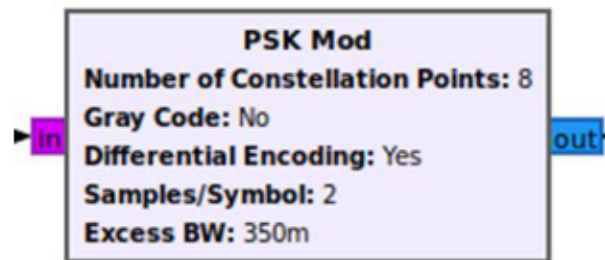 PSK Mod
Number of Constellation Points: 8
Gray Code: No
in
Differential Encoding: Yes
out
Samples/Symbol: 2
Excess BW: 350m